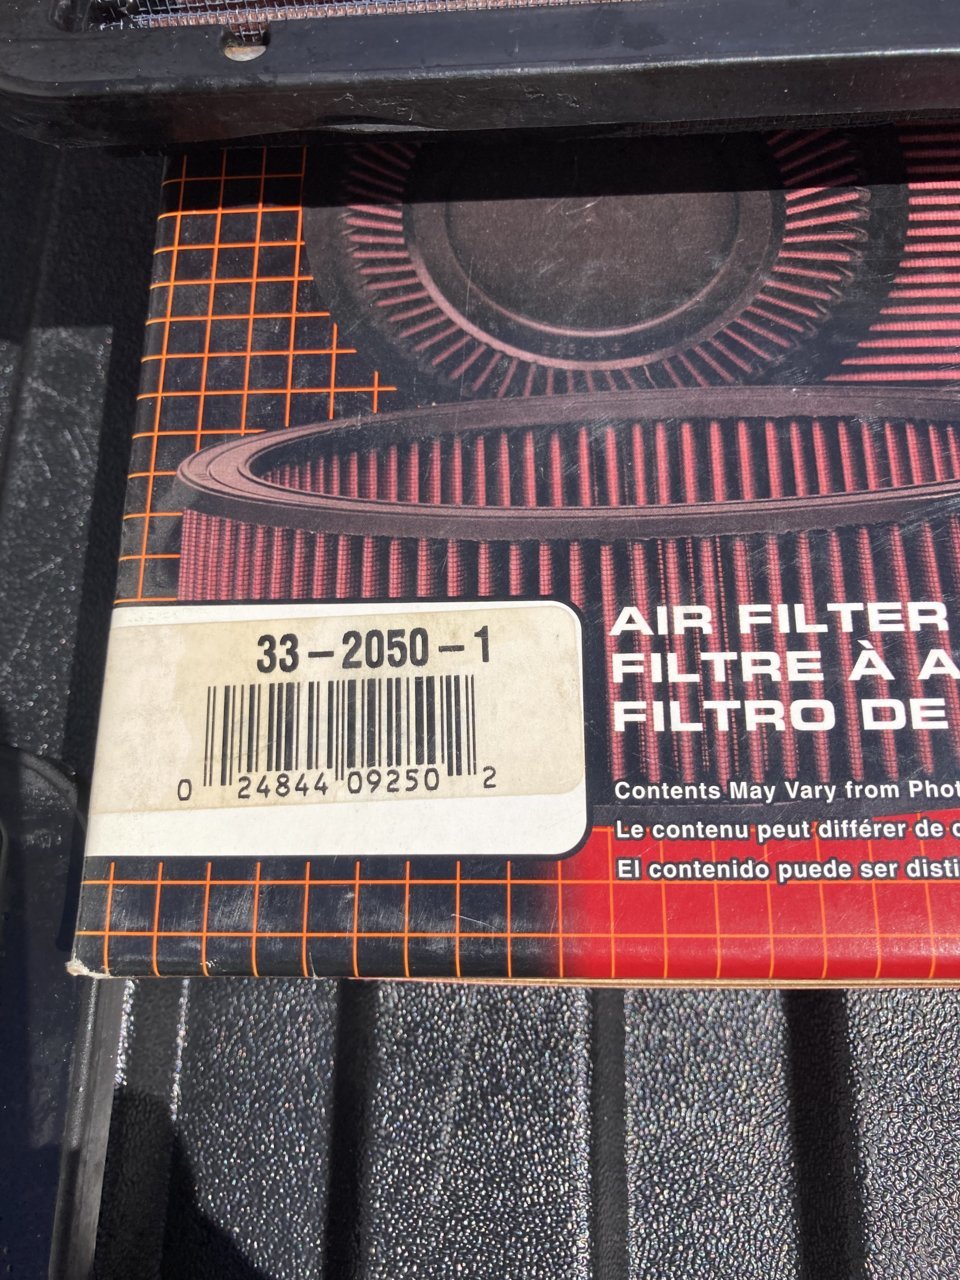 33-2050-1
0 24844 09250 2
AIR FILTER
FILTRE À A
FILTRO DE
Contents May Vary from Phot
Le contenu peut différer de
El contenido puede ser disti